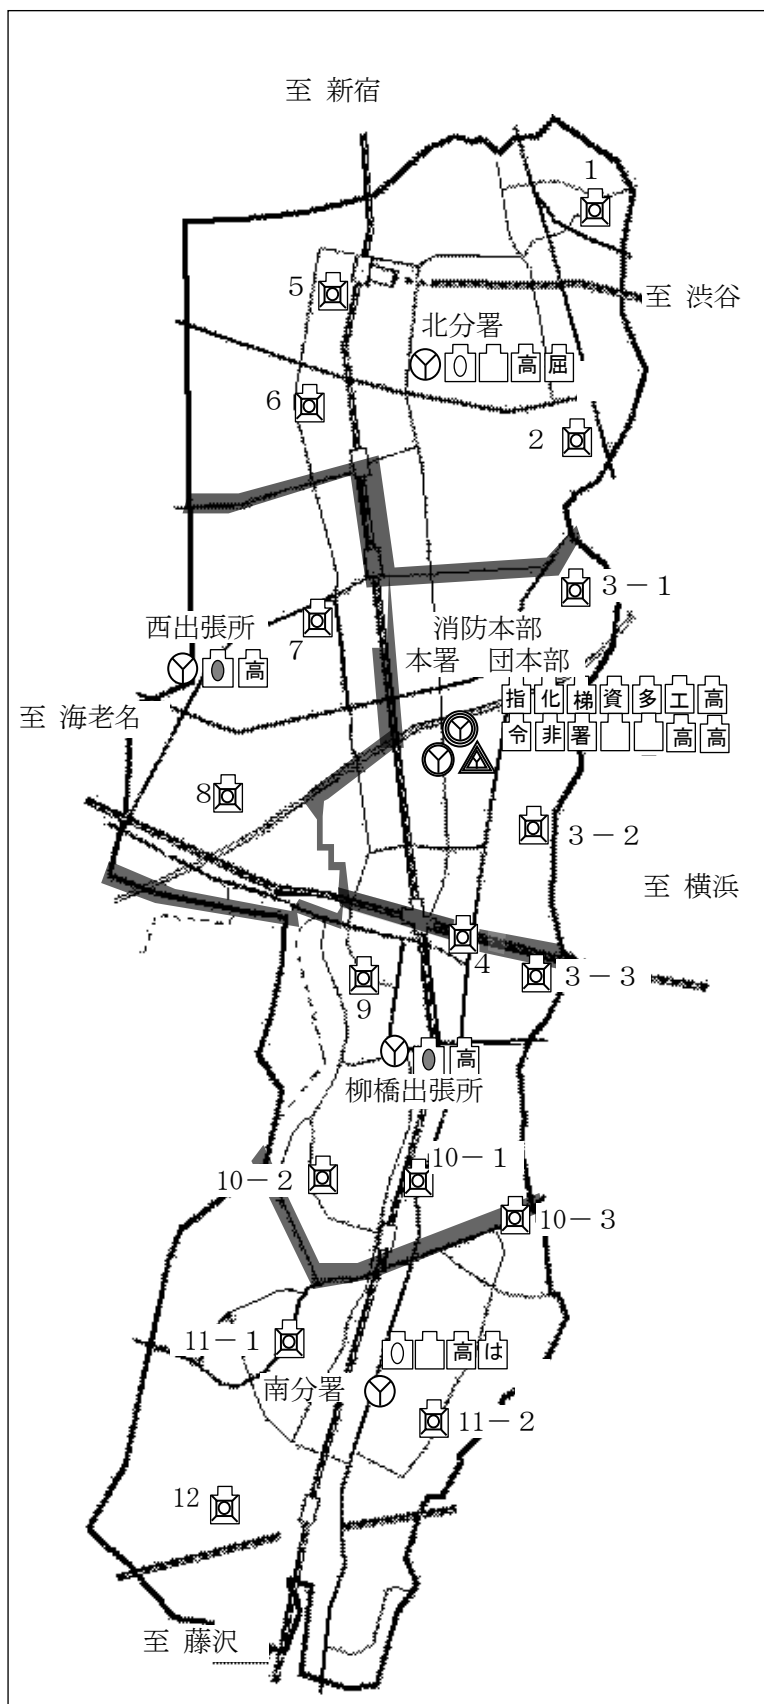 至 新宿
1
5
至 渋谷
北分署
高 屈
6
2
3－1
西出張所
高
7
消防本部
本署 団本部
指 化 梯 資 多 工 高
令 非 署 高 高
至 海老名
8
3－2
至 横浜
4
3－3
9
高
柳橋出張所
10－1
10－2
10－3
11－1
高 は
南分署
11－2
12
至 藤沢